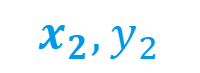 x₂, y₂